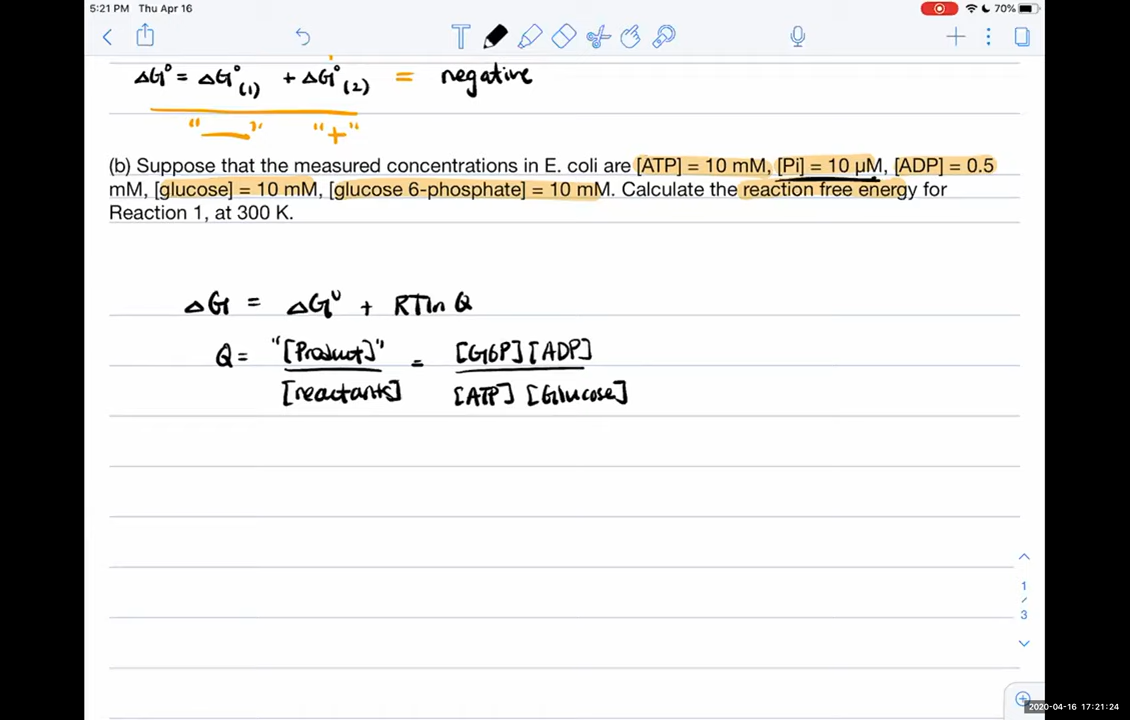 5:21 PM Thu Apr 16
70%
ΔG° = ΔG°(1) + ΔG°(2) = negative
"—" "+"
(b) Suppose that the measured concentrations in E. coli are [ATP] = 10 mM, [Pi] = 10 µM, [ADP] = 0.5
mM, [glucose] = 10 mM, [glucose 6-phosphate] = 10 mM. Calculate the reaction free energy for
Reaction 1, at 300 K.
ΔG = ΔG° + RTln Q
Q = "[Product]" / [reactants] = [G6P][ADP] / [ATP][Glucose]
1
/
3
2020-04-16 17:21:24